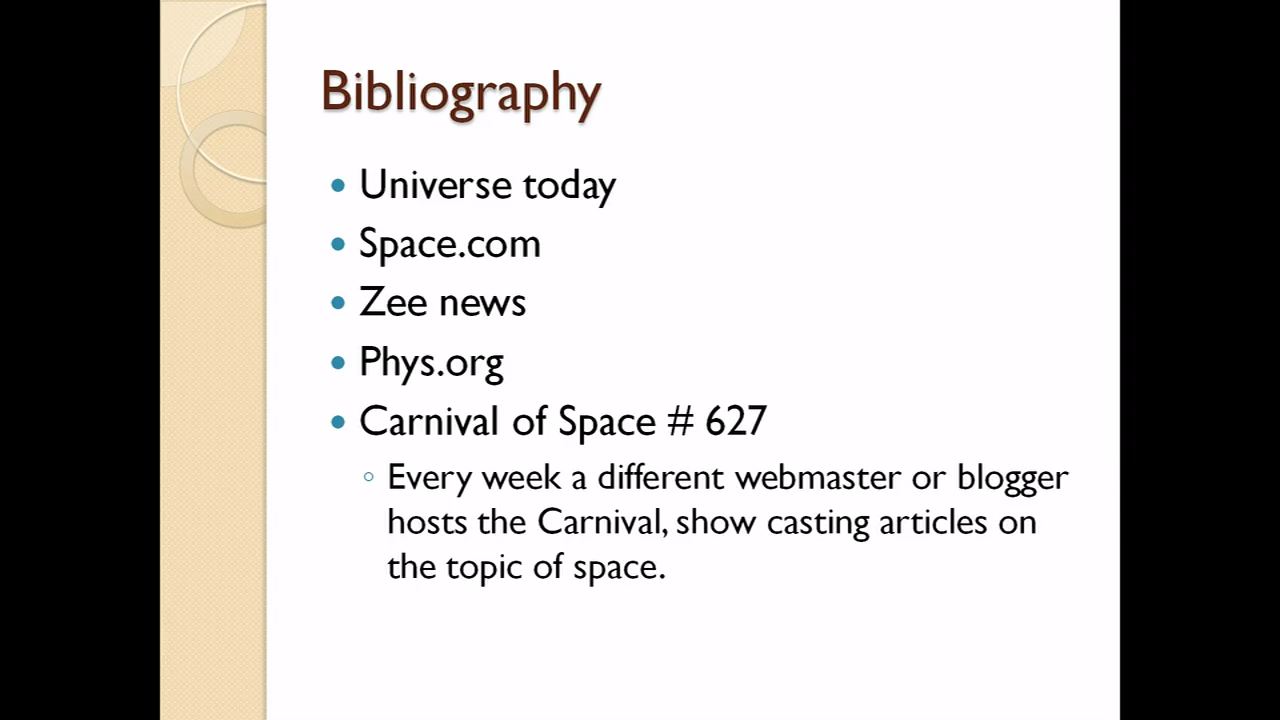 Bibliography
Universe today
Space.com
Zee news
Phys.org
Carnival of Space # 627
Every week a different webmaster or blogger
hosts the Carnival, show casting articles on
the topic of space.